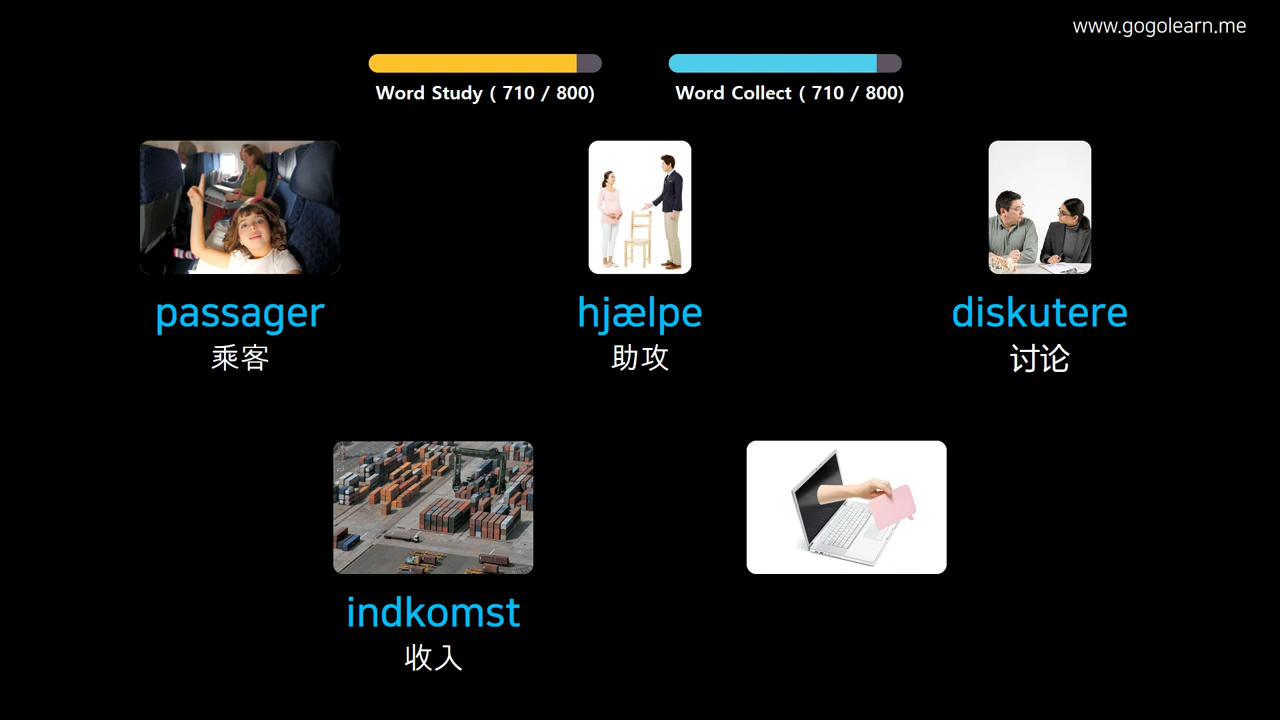 www.gogolearn.me
Word Study ( 710 / 800)
Word Collect ( 710 / 800)
passager
乘客
hjælpe
助攻
diskutere
讨论
indkomst
收入